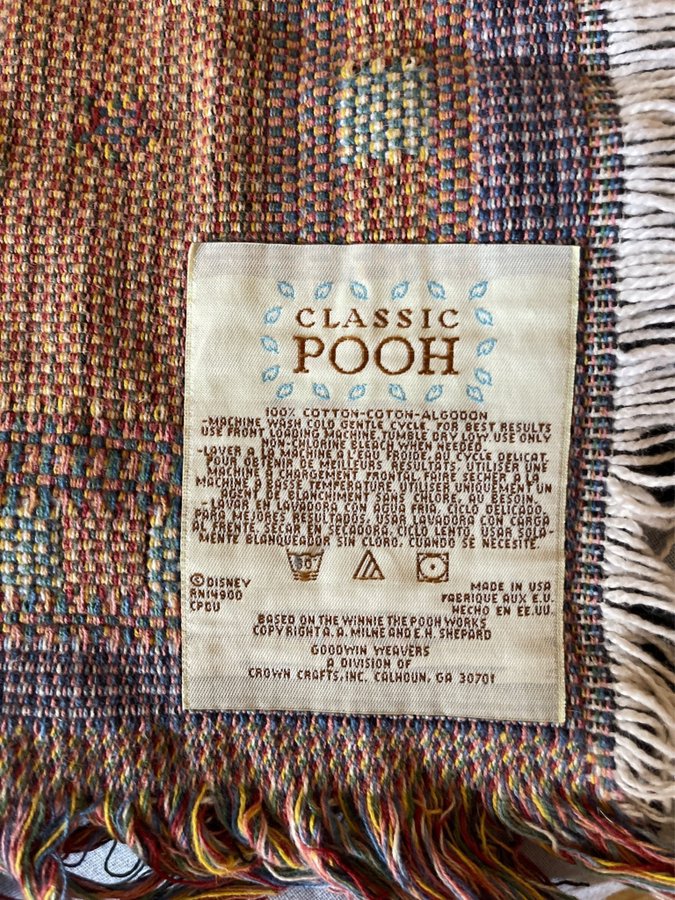 CLASSIC
POOH
100% COTTON-COTON-ALGODON
-MACHINE WASH COLD GENTLE CYCLE, FOR BEST RESULTS
USE FRONT LOADING MACHINE, TUMBLE DRY LOW. USE ONLY
NON-CHLORINE BLEACH WHEN NEEDED.
-LAVER A LA MACHINE A L'EAU FROIDE, AU CYCLE DELICAT.
POUR OBTENIR DE MEILLEURS RESULTATS, UTILISER UNE
MACHINE A CHARGEMENT FRONTAL. FAIRE SECHER A LA
MACHINE A BASSE TEMPERATURE. UTILISER UNIQUEMENT UN
AGENT DE BLANCHIMENT SANS CHLORE, AU BESOIN.
- LAVAR EN LAVADORA CON AGUA FRIA, CICLO DELICADO.
PARA MEJORES RESULTADOS, USAR LAVADORA CON CARGA
AL FRENTE SECAR EN SECADORA, CICLO LENTO. USAR SOLA-
MENTE BLANQUEADOR SIN CLORO, CUANDO SE NECESITE.
© DISNEY
RN14900
CPDU
MADE IN USA
FABRIQUE AUX E.U.
HECHO EN EE.UU.
BASED ON THE WINNIE THE POOH WORKS
COPYRIGHT A. A. MILNE AND E.H. SHEPARD
GOODWIN WEAVERS
A DIVISION OF
CROWN CRAFTS, INC. CALHOUN, GA 30701